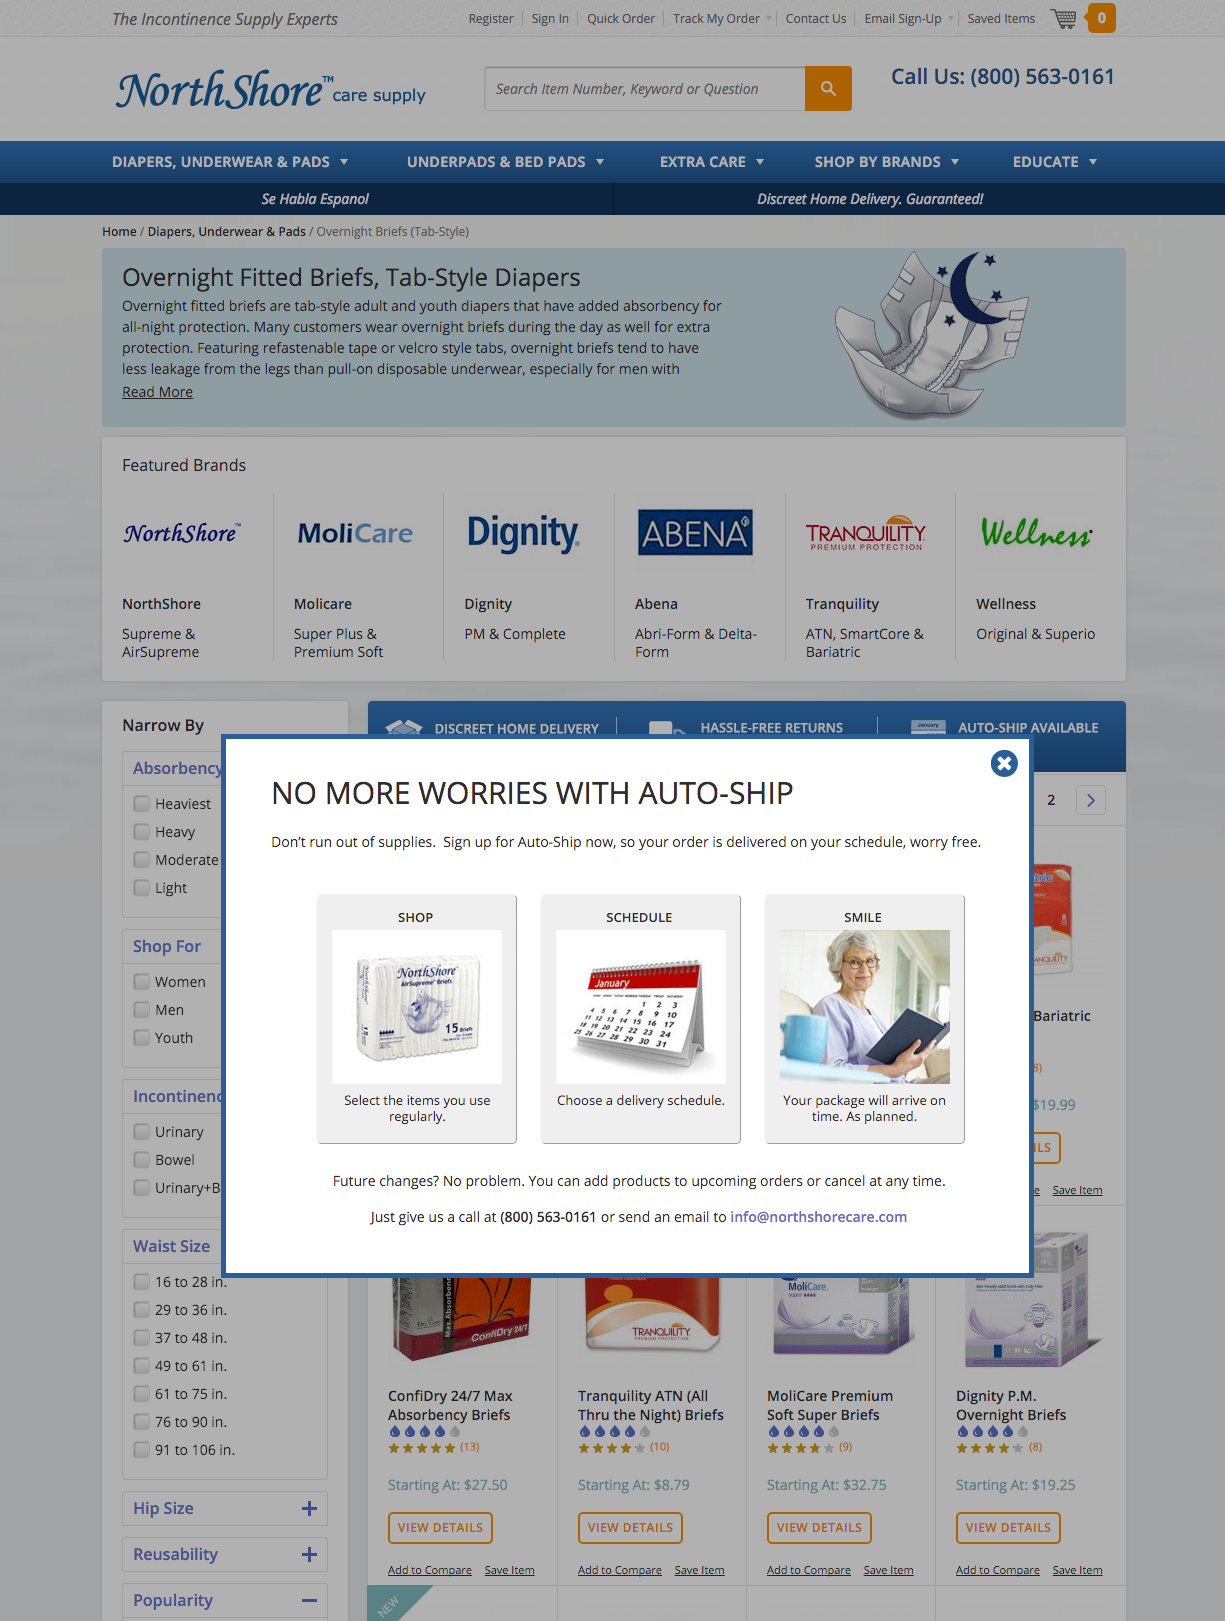 The Incontinence Supply Experts
Register
Sign In
Quick Order
Track My Order
Contact Us
Email Sign-Up
Saved Items
0
NorthShore™ care supply
Search Item Number, Keyword or Question
Call Us: (800) 563-0161
DIAPERS, UNDERWEAR & PADS
UNDERPADS & BED PADS
EXTRA CARE
SHOP BY BRANDS
EDUCATE
Se Habla Espanol
Discreet Home Delivery. Guaranteed!
Home / Diapers, Underwear & Pads / Overnight Briefs (Tab-Style)
Overnight Fitted Briefs, Tab-Style Diapers
Overnight fitted briefs are tab-style adult and youth diapers that have added absorbency for
all-night protection. Many customers wear overnight briefs during the day as well for extra
protection. Featuring refastenable tape or velcro style tabs, overnight briefs tend to have
less leakage from the legs than pull-on disposable underwear, especially for men with
Read More
Featured Brands
NorthShore™
MoliCare
Dignity.
ABENA
TRANQUILITY
PREMIUM PROTECTION
Wellness
NorthShore
Supreme &
AirSupreme
Molicare
Super Plus &
Premium Soft
Dignity
PM & Complete
Abena
Abri-Form & Delta-
Form
Tranquility
ATN, SmartCore &
Bariatric
Wellness
Original & Superio
Narrow By
Absorbency
Heaviest
Heavy
Moderate
Light
Shop For
Women
Men
Youth
Incontinenc
Urinary
Bowel
Urinary+B
Waist Size
16 to 28 in.
29 to 36 in.
37 to 48 in.
49 to 61 in.
61 to 75 in.
76 to 90 in.
91 to 106 in.
Hip Size
Reusability
Popularity
DISCREET HOME DELIVERY
HASSLE-FREE RETURNS
January
AUTO-SHIP AVAILABLE
2
NO MORE WORRIES WITH AUTO-SHIP
Don't run out of supplies. Sign up for Auto-Ship now, so your order is delivered on your schedule, worry free.
SHOP
NorthShore
AirSupreme Briefs
15 Briefs
Select the items you use
regularly.
SCHEDULE
January
1 2 3
4 5 6 7 8 9 10
11 12 13 14 15 16 17
18 19 20 21 22 23 24
25 26 27 28 29 30 31
Choose a delivery schedule.
SMILE
Your package will arrive on
time. As planned.
Future changes? No problem. You can add products to upcoming orders or cancel at any time.
Just give us a call at (800) 563-0161 or send an email to info@northshorecare.com
Bariatric
$19.99
ILS
Save Item
Max Absorbency
ConfiDry 24/7
TRANQUILITY
PREMIUM PROTECTION
MoliCare.
super
ConfiDry 24/7 Max
Absorbency Briefs
(13)
Starting At: $27.50
VIEW DETAILS
Add to Compare
Save Item
Tranquility ATN (All
Thru the Night) Briefs
(10)
Starting At: $8.79
VIEW DETAILS
Add to Compare
Save Item
MoliCare Premium
Soft Super Briefs
(9)
Starting At: $32.75
VIEW DETAILS
Add to Compare
Save Item
Dignity P.M.
Overnight Briefs
(8)
Starting At: $19.25
VIEW DETAILS
Add to Compare
Save Item
NEW